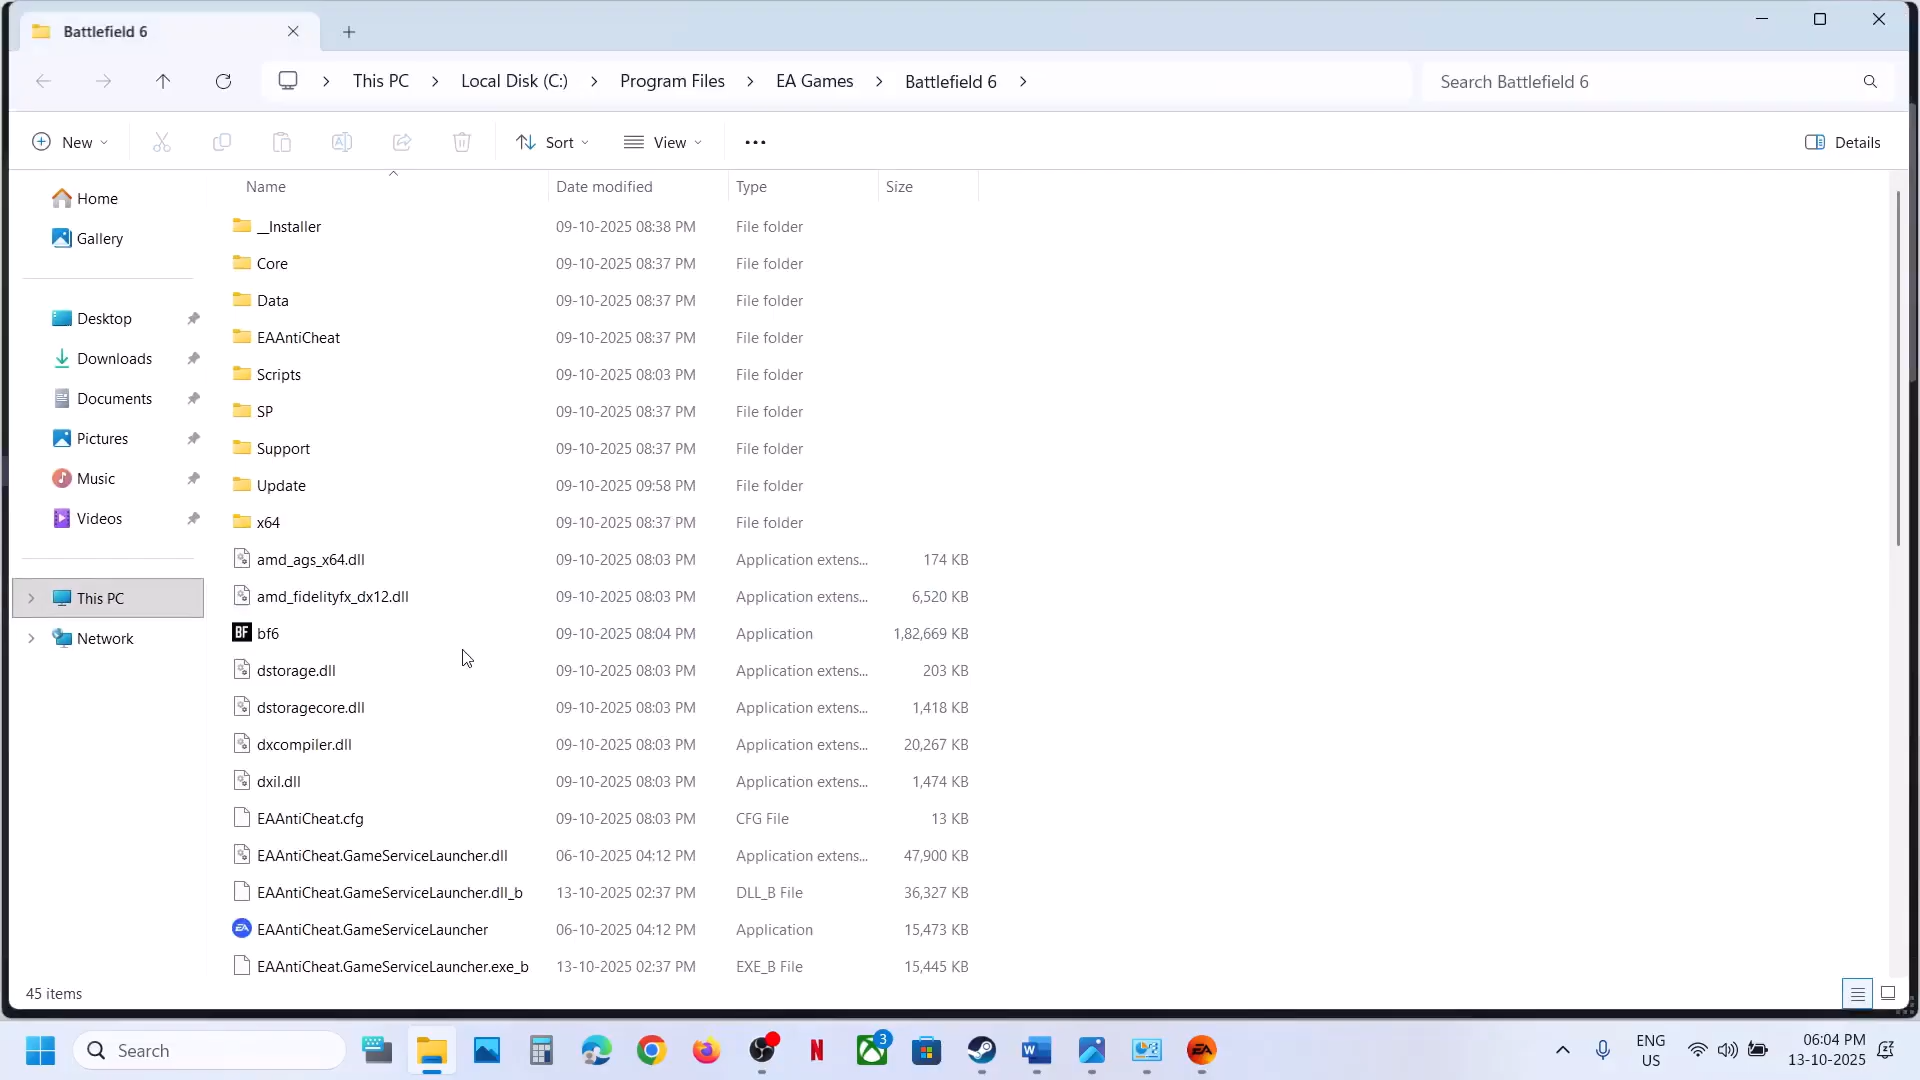 Battlefield 6
This PC > Local Disk (C:) > Program Files > EA Games > Battlefield 6 >
Search Battlefield 6
New
Sort
View
Details
Name Date modified Type Size
Home
Gallery
Desktop
Downloads
Documents
Pictures
Music
Videos
This PC
Network
__Installer 09-10-2025 08:38 PM File folder
Core 09-10-2025 08:37 PM File folder
Data 09-10-2025 08:37 PM File folder
EAAntiCheat 09-10-2025 08:37 PM File folder
Scripts 09-10-2025 08:03 PM File folder
SP 09-10-2025 08:37 PM File folder
Support 09-10-2025 08:37 PM File folder
Update 09-10-2025 09:58 PM File folder
x64 09-10-2025 08:37 PM File folder
amd_ags_x64.dll 09-10-2025 08:03 PM Application extens... 174 KB
amd_fidelityfx_dx12.dll 09-10-2025 08:03 PM Application extens... 6,520 KB
BF bf6 09-10-2025 08:04 PM Application 1,82,669 KB
dstorage.dll 09-10-2025 08:03 PM Application extens... 203 KB
dstoragecore.dll 09-10-2025 08:03 PM Application extens... 1,418 KB
dxcompiler.dll 09-10-2025 08:03 PM Application extens... 20,267 KB
dxil.dll 09-10-2025 08:03 PM Application extens... 1,474 KB
EAAntiCheat.cfg 09-10-2025 08:03 PM CFG File 13 KB
EAAntiCheat.GameServiceLauncher.dll 06-10-2025 04:12 PM Application extens... 47,900 KB
EAAntiCheat.GameServiceLauncher.dll_b 13-10-2025 02:37 PM DLL_B File 36,327 KB
EA EAAntiCheat.GameServiceLauncher 06-10-2025 04:12 PM Application 15,473 KB
EAAntiCheat.GameServiceLauncher.exe_b 13-10-2025 02:37 PM EXE_B File 15,445 KB
45 items
Search
N
3
W
EA
ENG
US
06:04 PM
13-10-2025